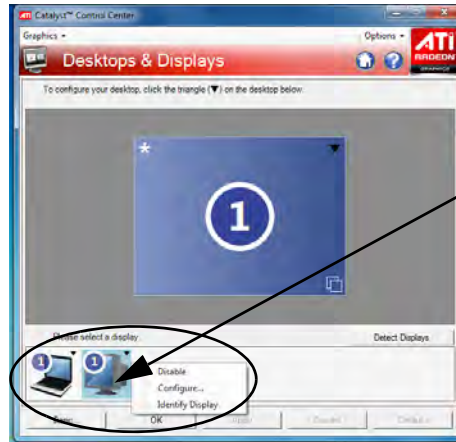 Catalyst™ Control Center
Graphics
Options
ATI
RADEON
GRAPHICS
Desktops & Displays
To configure your desktop, click the triangle (▼) on the desktop below.
1
Please select a display.
Detect Displays
1
1
Disable
Configure...
Identify Display
OK